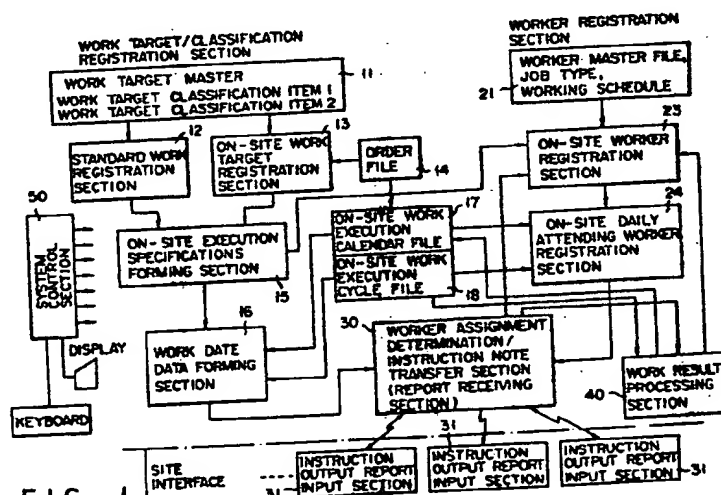 WORK TARGET/CLASSIFICATION
REGISTRATION SECTION
WORK TARGET MASTER
WORK TARGET CLASSIFICATION ITEM 1
WORK TARGET CLASSIFICATION ITEM 2
11
WORKER REGISTRATION
SECTION
WORKER MASTER FILE,
JOB TYPE,
WORKING SCHEDULE
21
12
STANDARD WORK
REGISTRATION
SECTION
13
ON-SITE WORK
TARGET
REGISTRATION
SECTION
ORDER
FILE
14
23
ON-SITE WORKER
REGISTRATION
SECTION
50
SYSTEM
CONTROL
SECTION
ON-SITE EXECUTION
SPECIFICATIONS
FORMING SECTION
15
17
ON-SITE WORK
EXECUTION
CALENDAR FILE
ON-SITE WORK
EXECUTION
CYCLE FILE
18
24
ON-SITE DAILY
ATTENDING WORKER
REGISTRATION
SECTION
16
WORK DATE
DATA FORMING
SECTION
30
WORKER ASSIGNMENT
DETERMINATION/
INSTRUCTION NOTE
TRANSFER SECTION
(REPORT RECEIVING
SECTION)
WORK RESULT
PROCESSING
SECTION
40
DISPLAY
KEYBOARD
SITE
INTERFACE
INSTRUCTION
OUTPUT REPORT
INPUT SECTION
31
INSTRUCTION
OUTPUT REPORT
INPUT SECTION
INSTRUCTION
OUTPUT REPORT
INPUT SECTION
31